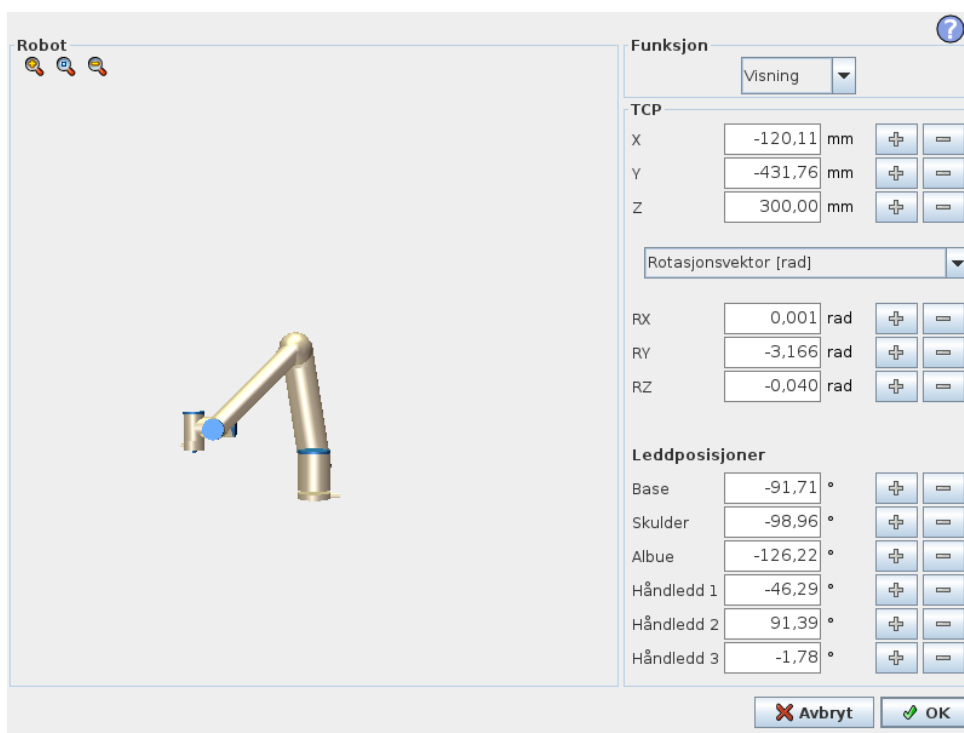 Robot
Funksjon
Visning
TCP
X -120,11 mm
Y -431,76 mm
Z 300,00 mm
Rotasjonsvektor [rad]
RX 0,001 rad
RY -3,166 rad
RZ -0,040 rad
Leddposisjoner
Base -91,71 °
Skulder -98,96 °
Albue -126,22 °
Håndledd 1 -46,29 °
Håndledd 2 91,39 °
Håndledd 3 -1,78 °
Avbryt OK